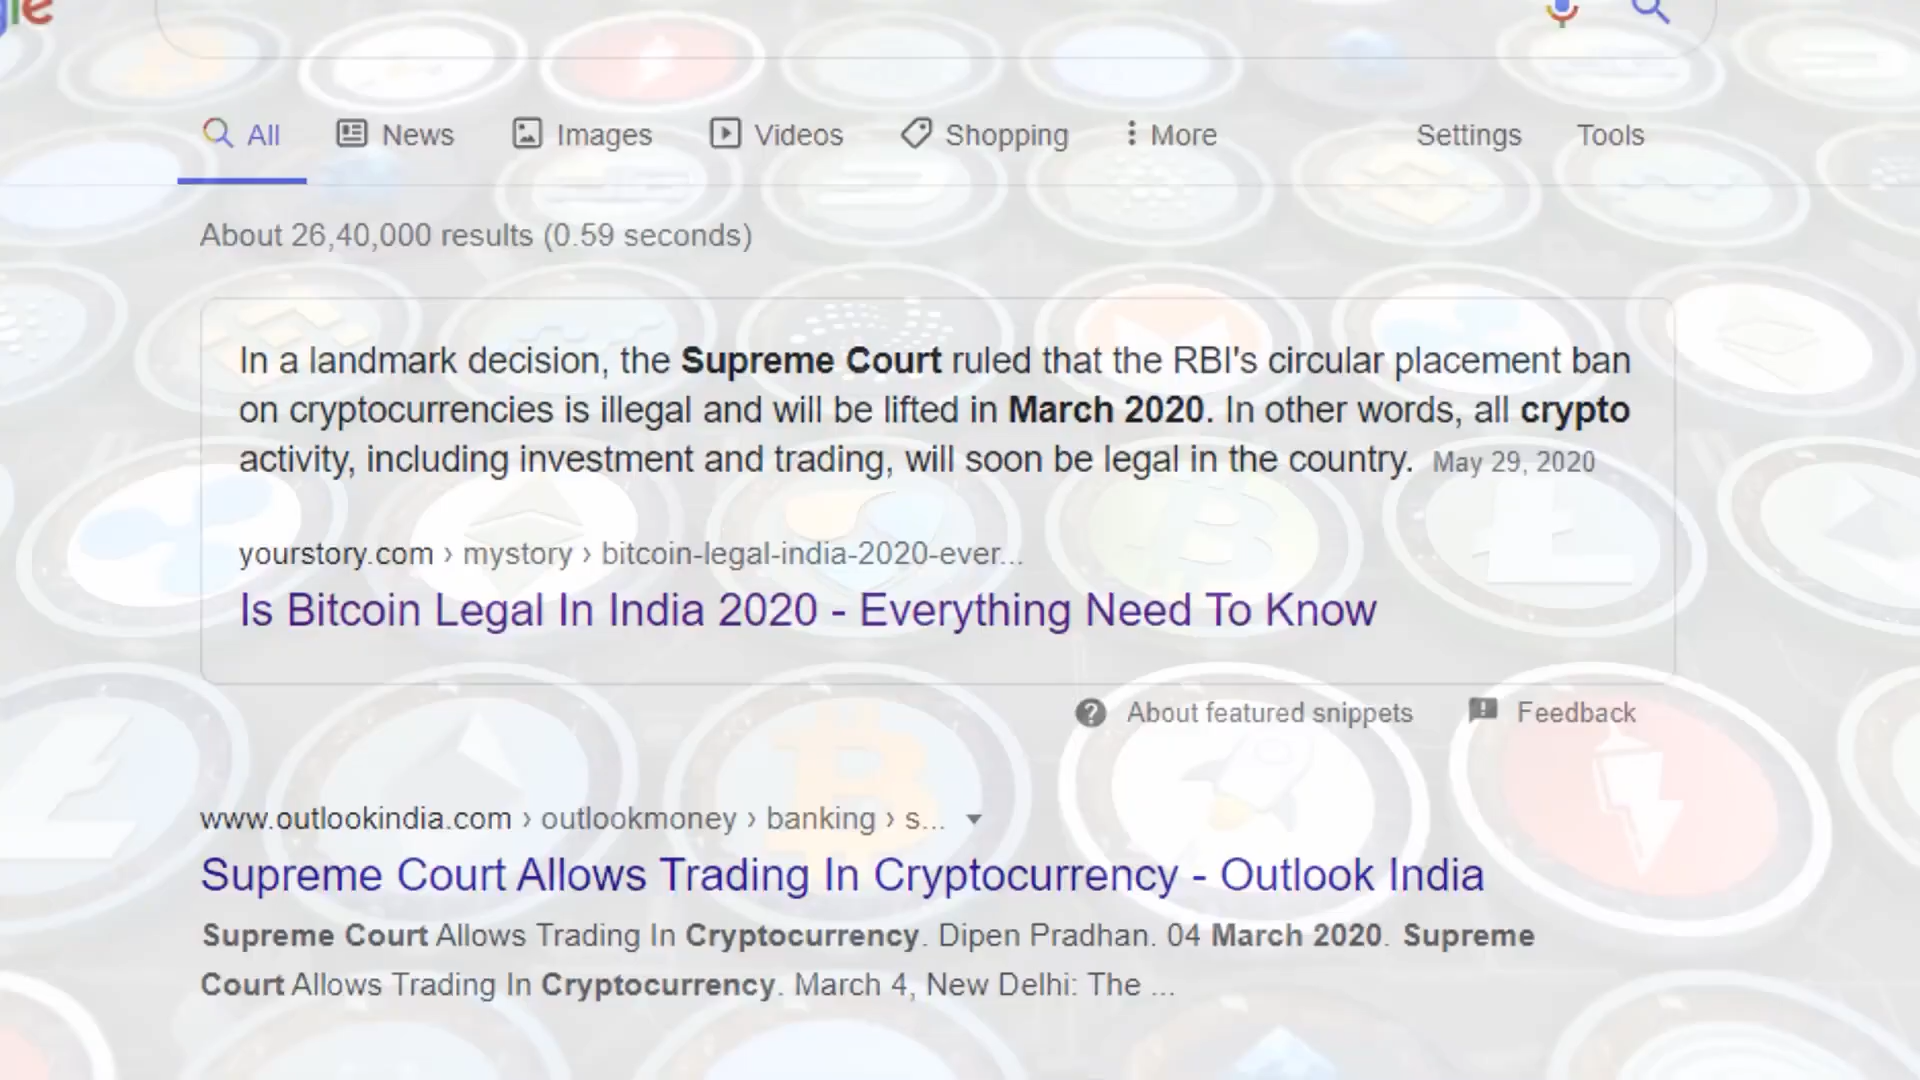 gle
All News Images Videos Shopping More Settings Tools
About 26,40,000 results (0.59 seconds)
In a landmark decision, the Supreme Court ruled that the RBI's circular placement ban
on cryptocurrencies is illegal and will be lifted in March 2020. In other words, all crypto
activity, including investment and trading, will soon be legal in the country. May 29, 2020
yourstory.com › mystory › bitcoin-legal-india-2020-ever...
Is Bitcoin Legal In India 2020 - Everything Need To Know
About featured snippets Feedback
www.outlookindia.com › outlookmoney › banking › s...
Supreme Court Allows Trading In Cryptocurrency - Outlook India
Supreme Court Allows Trading In Cryptocurrency. Dipen Pradhan. 04 March 2020. Supreme
Court Allows Trading In Cryptocurrency. March 4, New Delhi: The ...